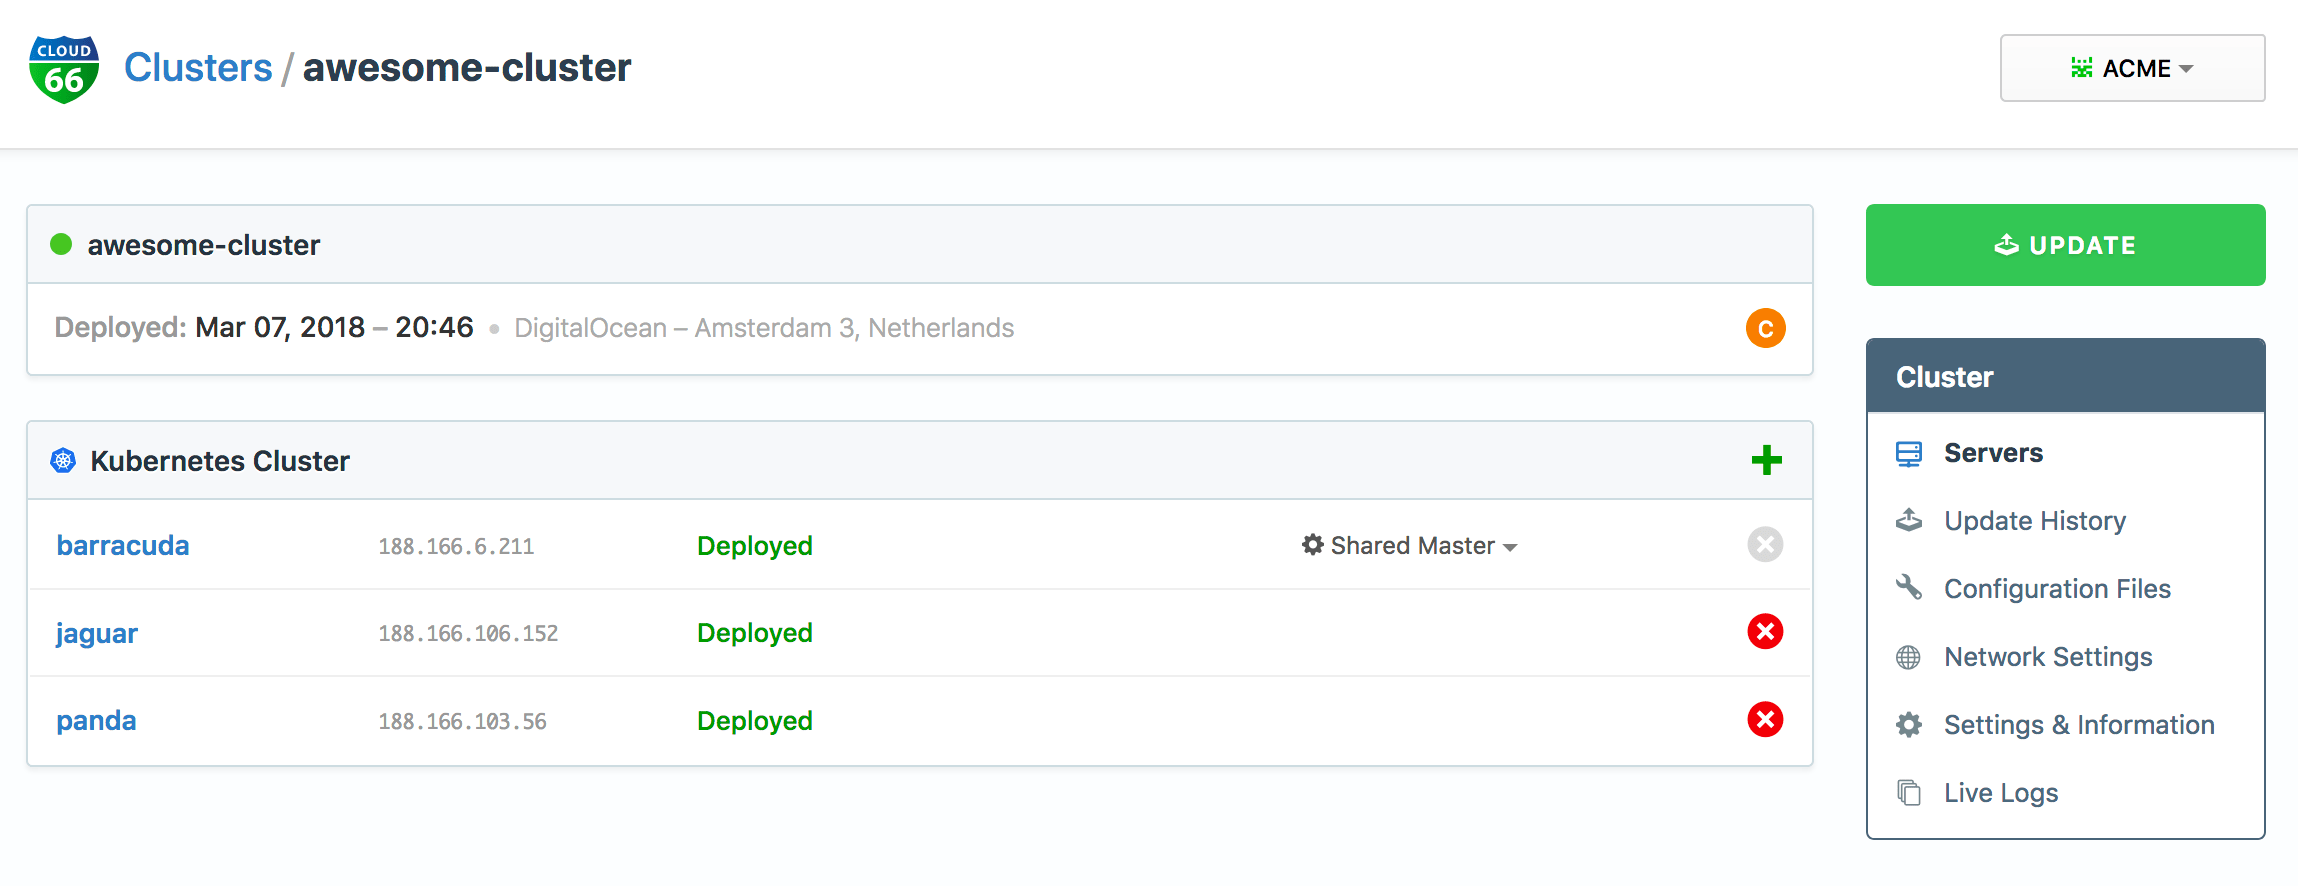 CLOUD
66
Clusters / awesome-cluster
ACME
awesome-cluster
Deployed: Mar 07, 2018 – 20:46 • DigitalOcean – Amsterdam 3, Netherlands
C
Kubernetes Cluster
barracuda 188.166.6.211 Deployed Shared Master
jaguar 188.166.106.152 Deployed
panda 188.166.103.56 Deployed
UPDATE
Cluster
Servers
Update History
Configuration Files
Network Settings
Settings & Information
Live Logs